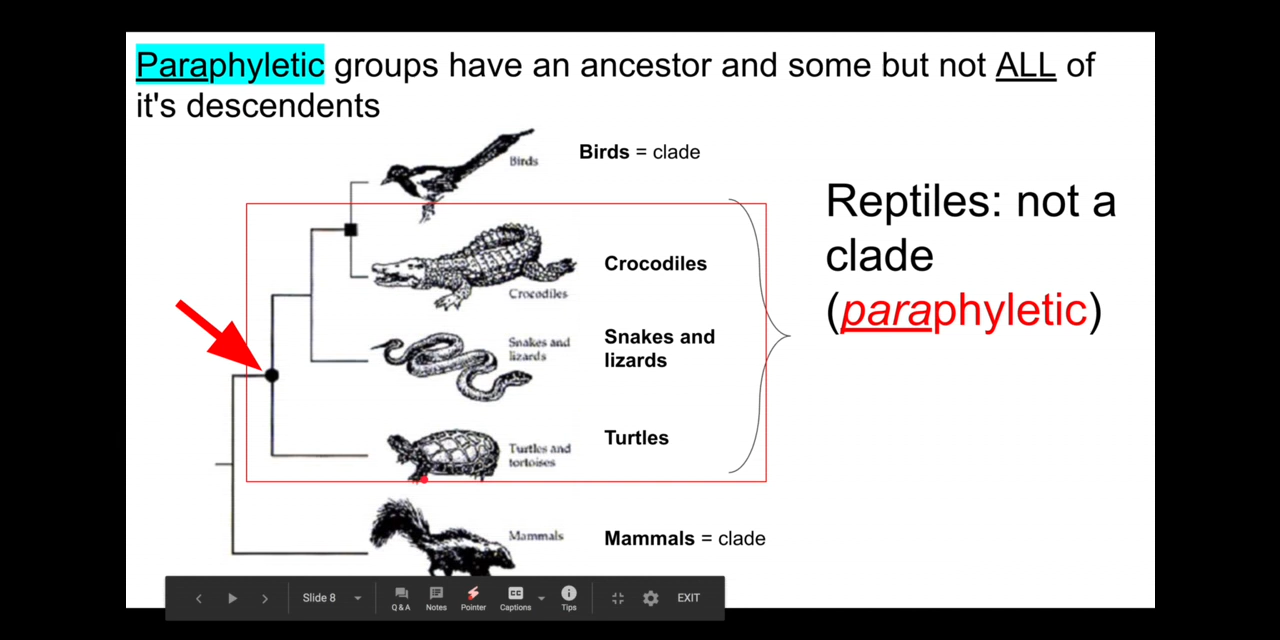 Paraphyletic groups have an ancestor and some but not ALL of
it's descendents
Birds
Birds = clade
Reptiles: not a
clade
(paraphyletic)
Crocodiles
Crocodiles
Snakes and
lizards
Snakes and
lizards
Turtles and
tortoises
Turtles
Mammals
Mammals = clade
Slide 8
Q & A
Notes
Pointer
CC
Captions
Tips
EXIT